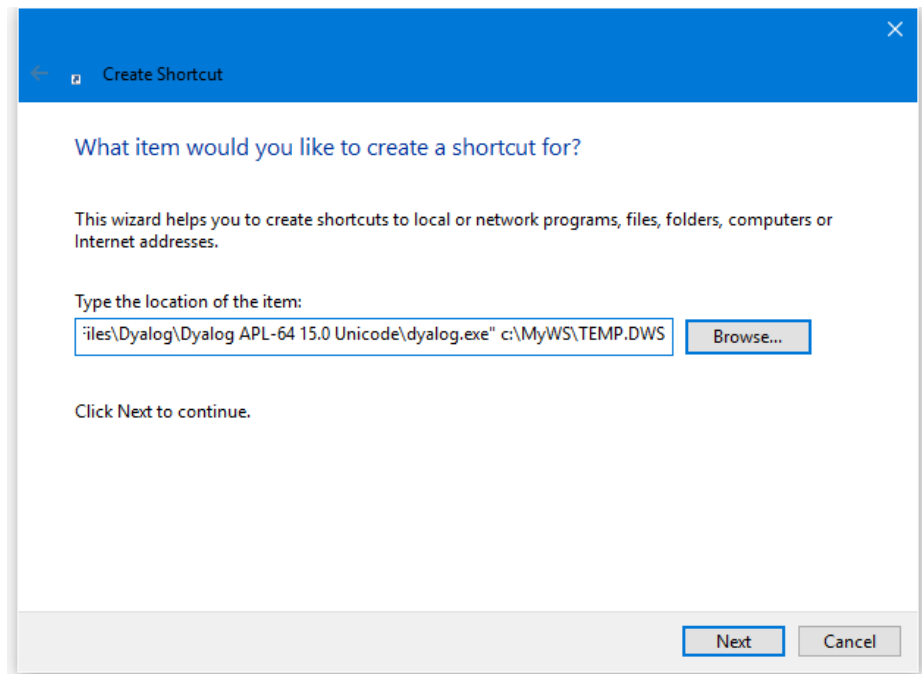 Create Shortcut
What item would you like to create a shortcut for?
This wizard helps you to create shortcuts to local or network programs, files, folders, computers or
Internet addresses.
Type the location of the item:
iles\Dyalog\Dyalog APL-64 15.0 Unicode\dyalog.exe" c:\MyWS\TEMP.DWS
Browse...
Click Next to continue.
Next
Cancel